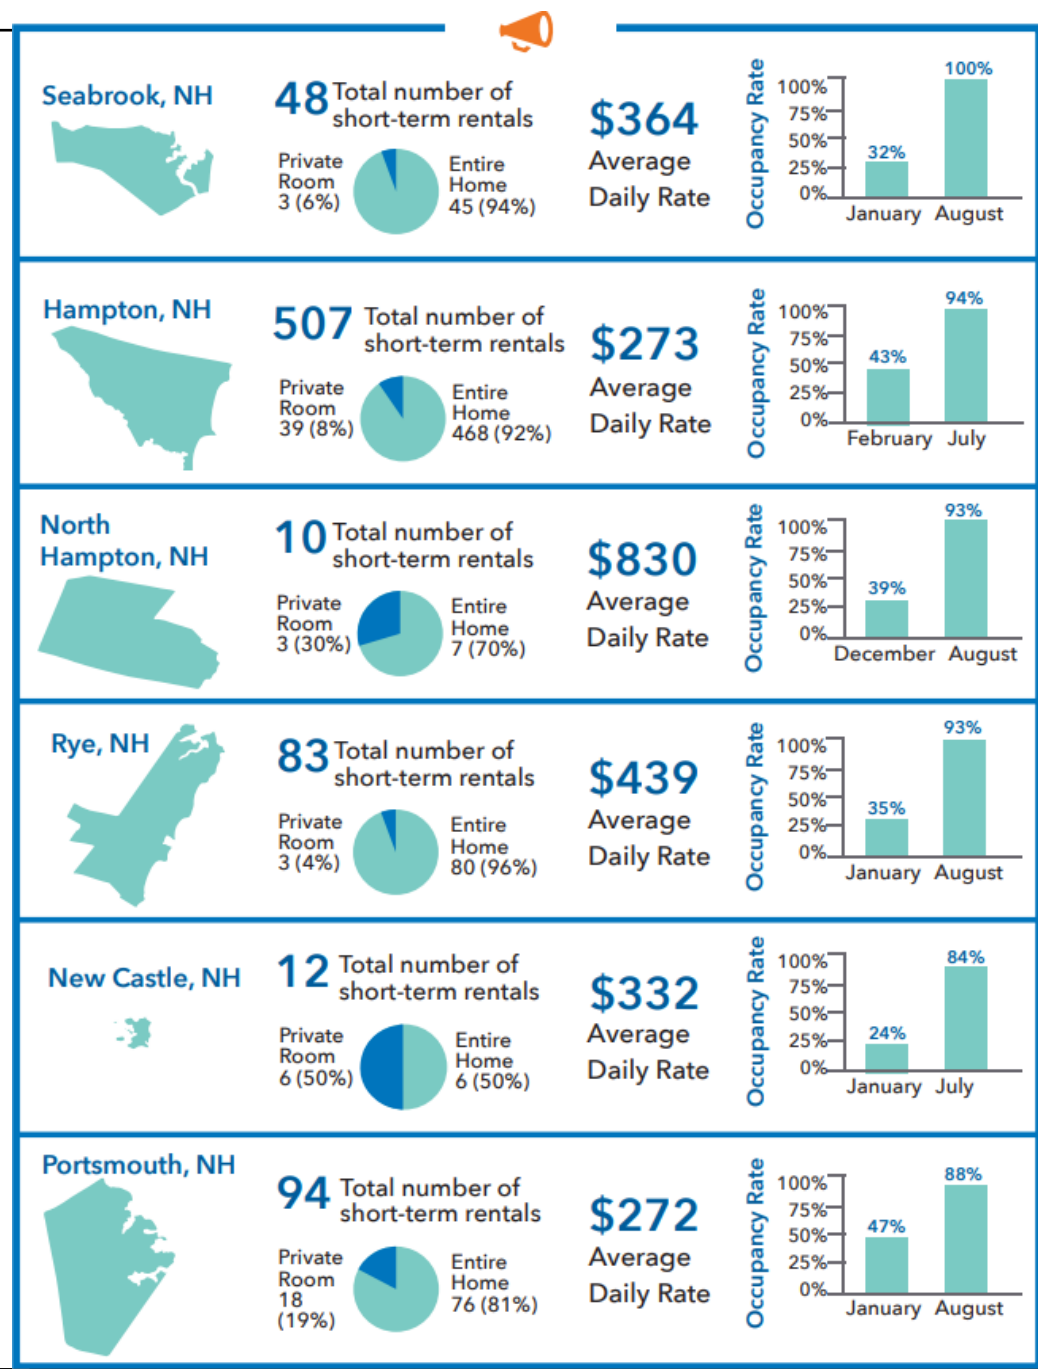 Seabrook, NH
48 Total number of
short-term rentals
Private
Room
3 (6%)
Entire
Home
45 (94%)
$364
Average
Daily Rate
Occupancy Rate
100%
75%
50%
25%
0%
32%
100%
January August
Hampton, NH
507 Total number of
short-term rentals
Private
Room
39 (8%)
Entire
Home
468 (92%)
$273
Average
Daily Rate
Occupancy Rate
100%
75%
50%
25%
0%
43%
94%
February July
North
Hampton, NH
10 Total number of
short-term rentals
Private
Room
3 (30%)
Entire
Home
7 (70%)
$830
Average
Daily Rate
Occupancy Rate
100%
75%
50%
25%
0%
39%
93%
December August
Rye, NH
83 Total number of
short-term rentals
Private
Room
3 (4%)
Entire
Home
80 (96%)
$439
Average
Daily Rate
Occupancy Rate
100%
75%
50%
25%
0%
35%
93%
January August
New Castle, NH
12 Total number of
short-term rentals
Private
Room
6 (50%)
Entire
Home
6 (50%)
$332
Average
Daily Rate
Occupancy Rate
100%
75%
50%
25%
0%
24%
84%
January July
Portsmouth, NH
94 Total number of
short-term rentals
Private
Room
18
(19%)
Entire
Home
76 (81%)
$272
Average
Daily Rate
Occupancy Rate
100%
75%
50%
25%
0%
47%
88%
January August